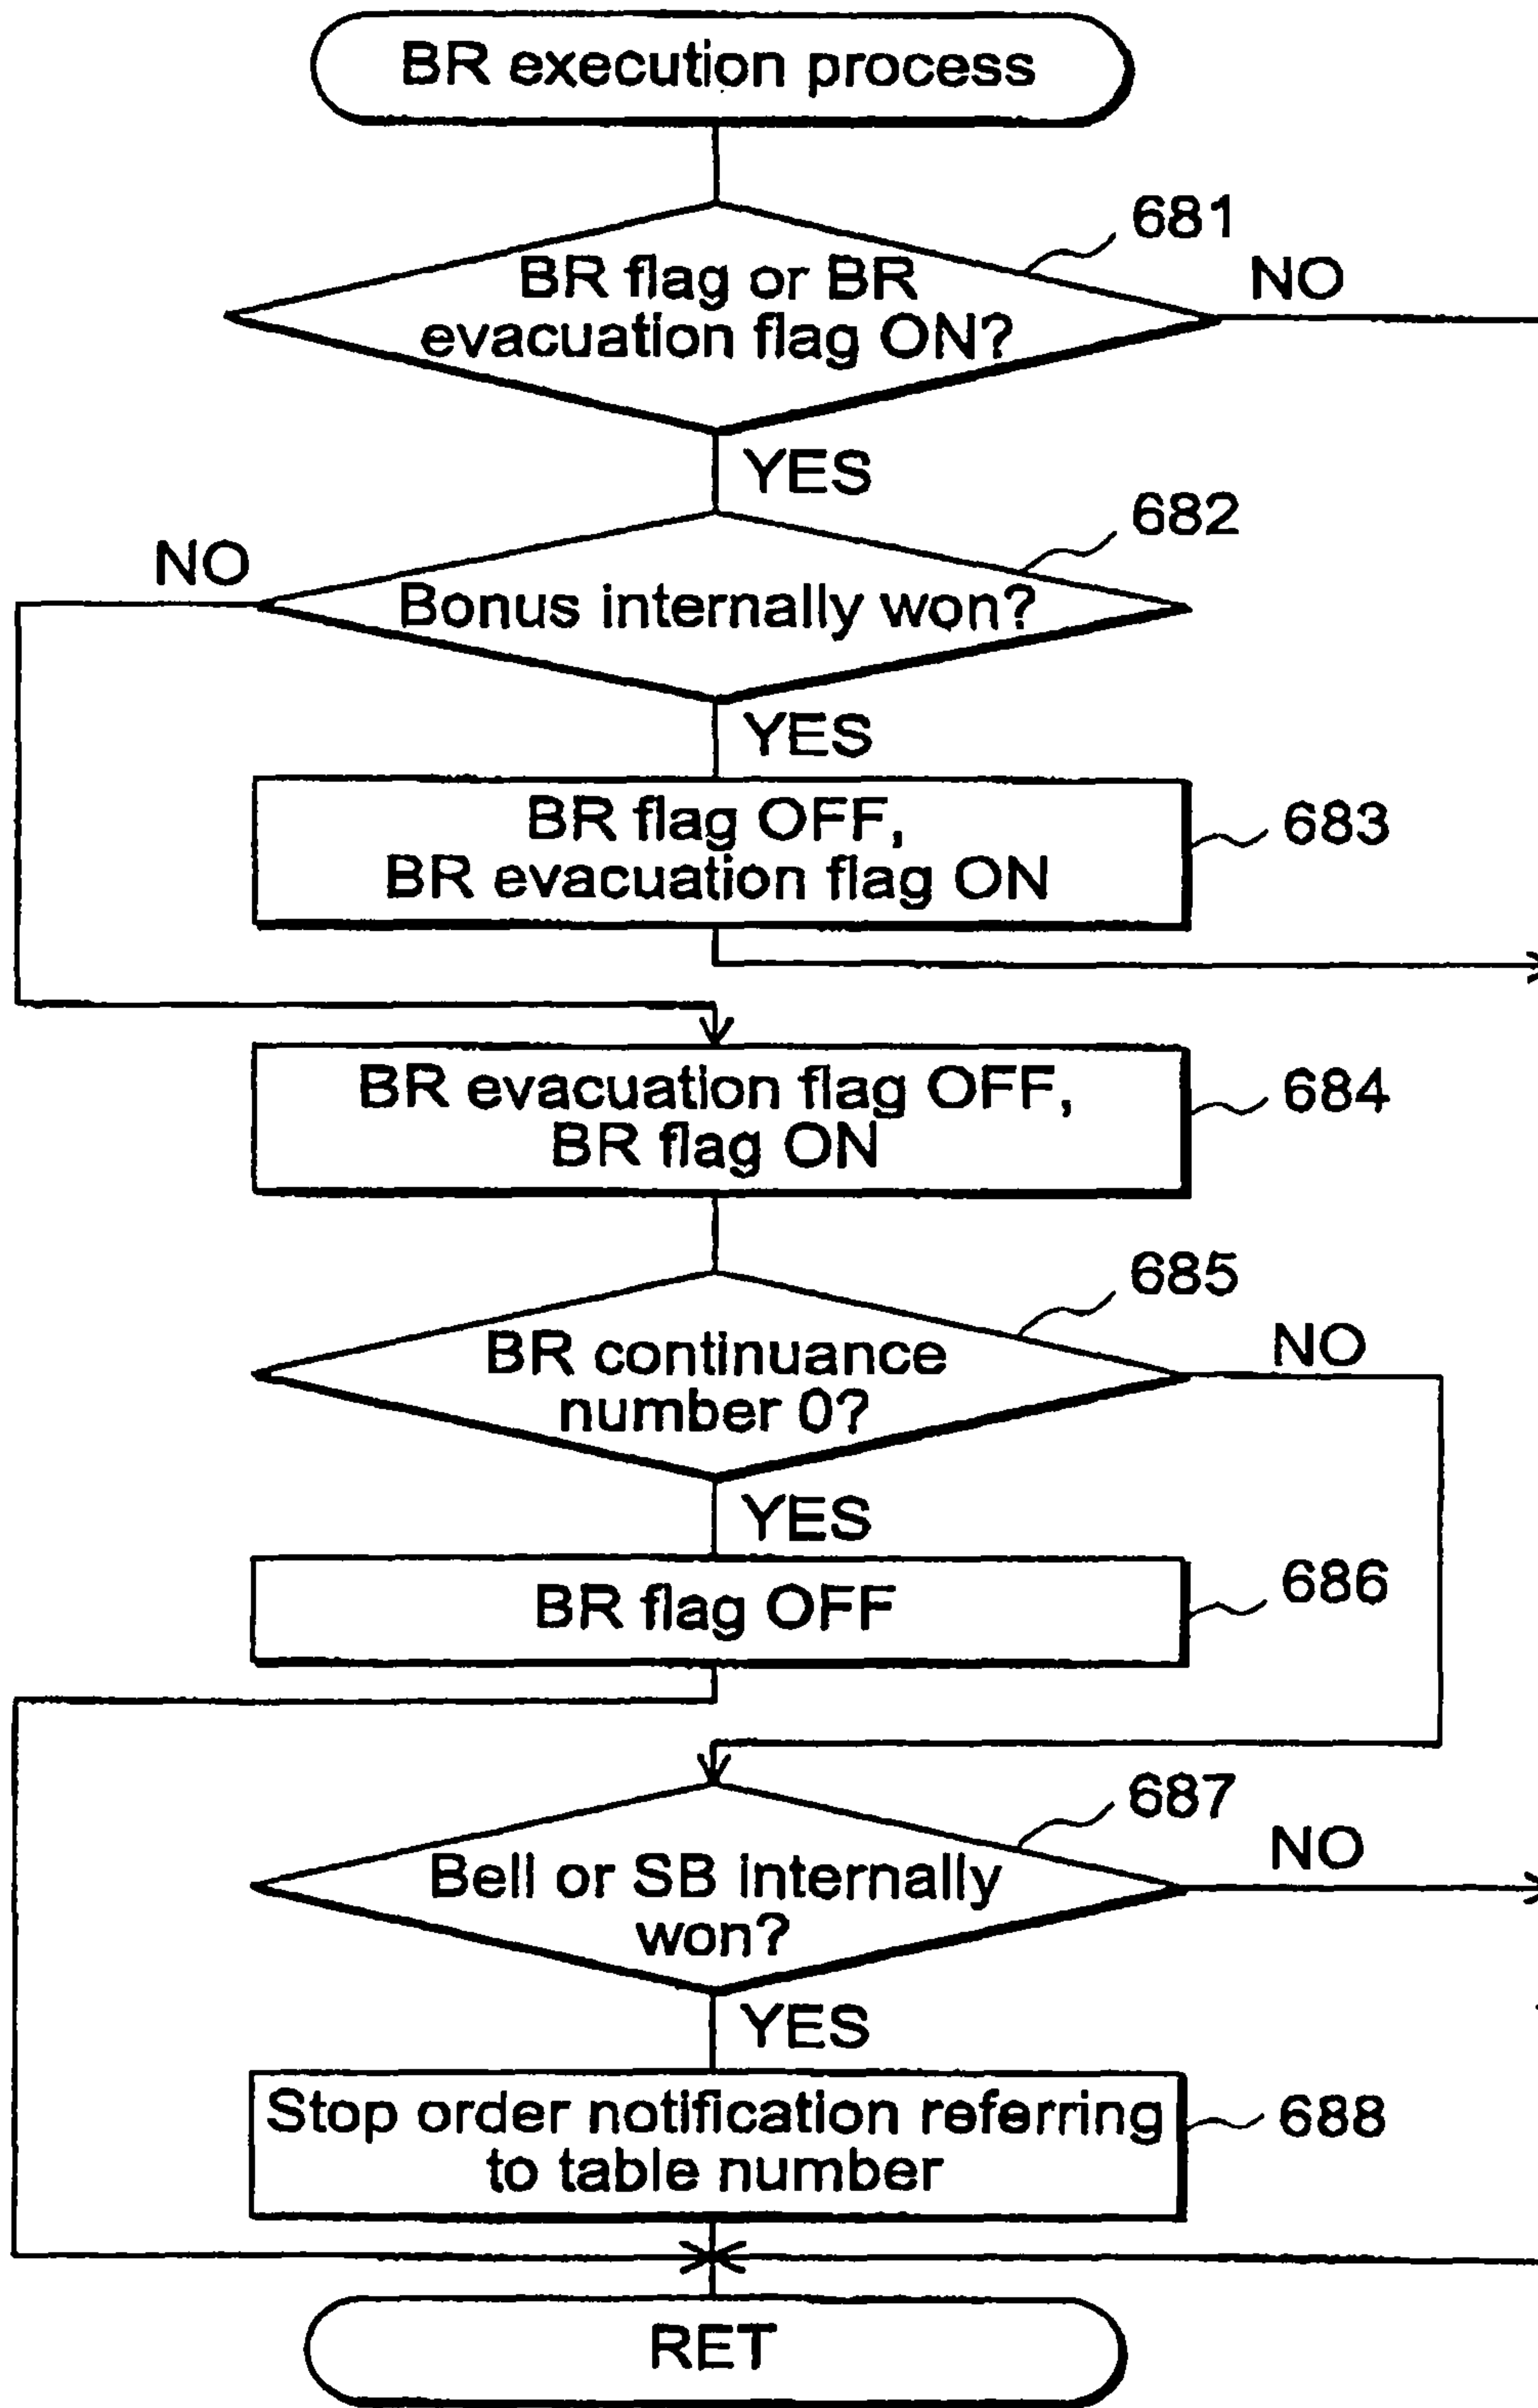 BR execution process
681
BR flag or BR
evacuation flag ON?
NO
YES
682
NO
Bonus internally won?
YES
BR flag OFF,
BR evacuation flag ON
683
BR evacuation flag OFF,
BR flag ON
684
685
BR continuance
number 0?
NO
YES
BR flag OFF
686
687
Bell or SB internally
won?
NO
YES
Stop order notification referring
to table number
688
RET